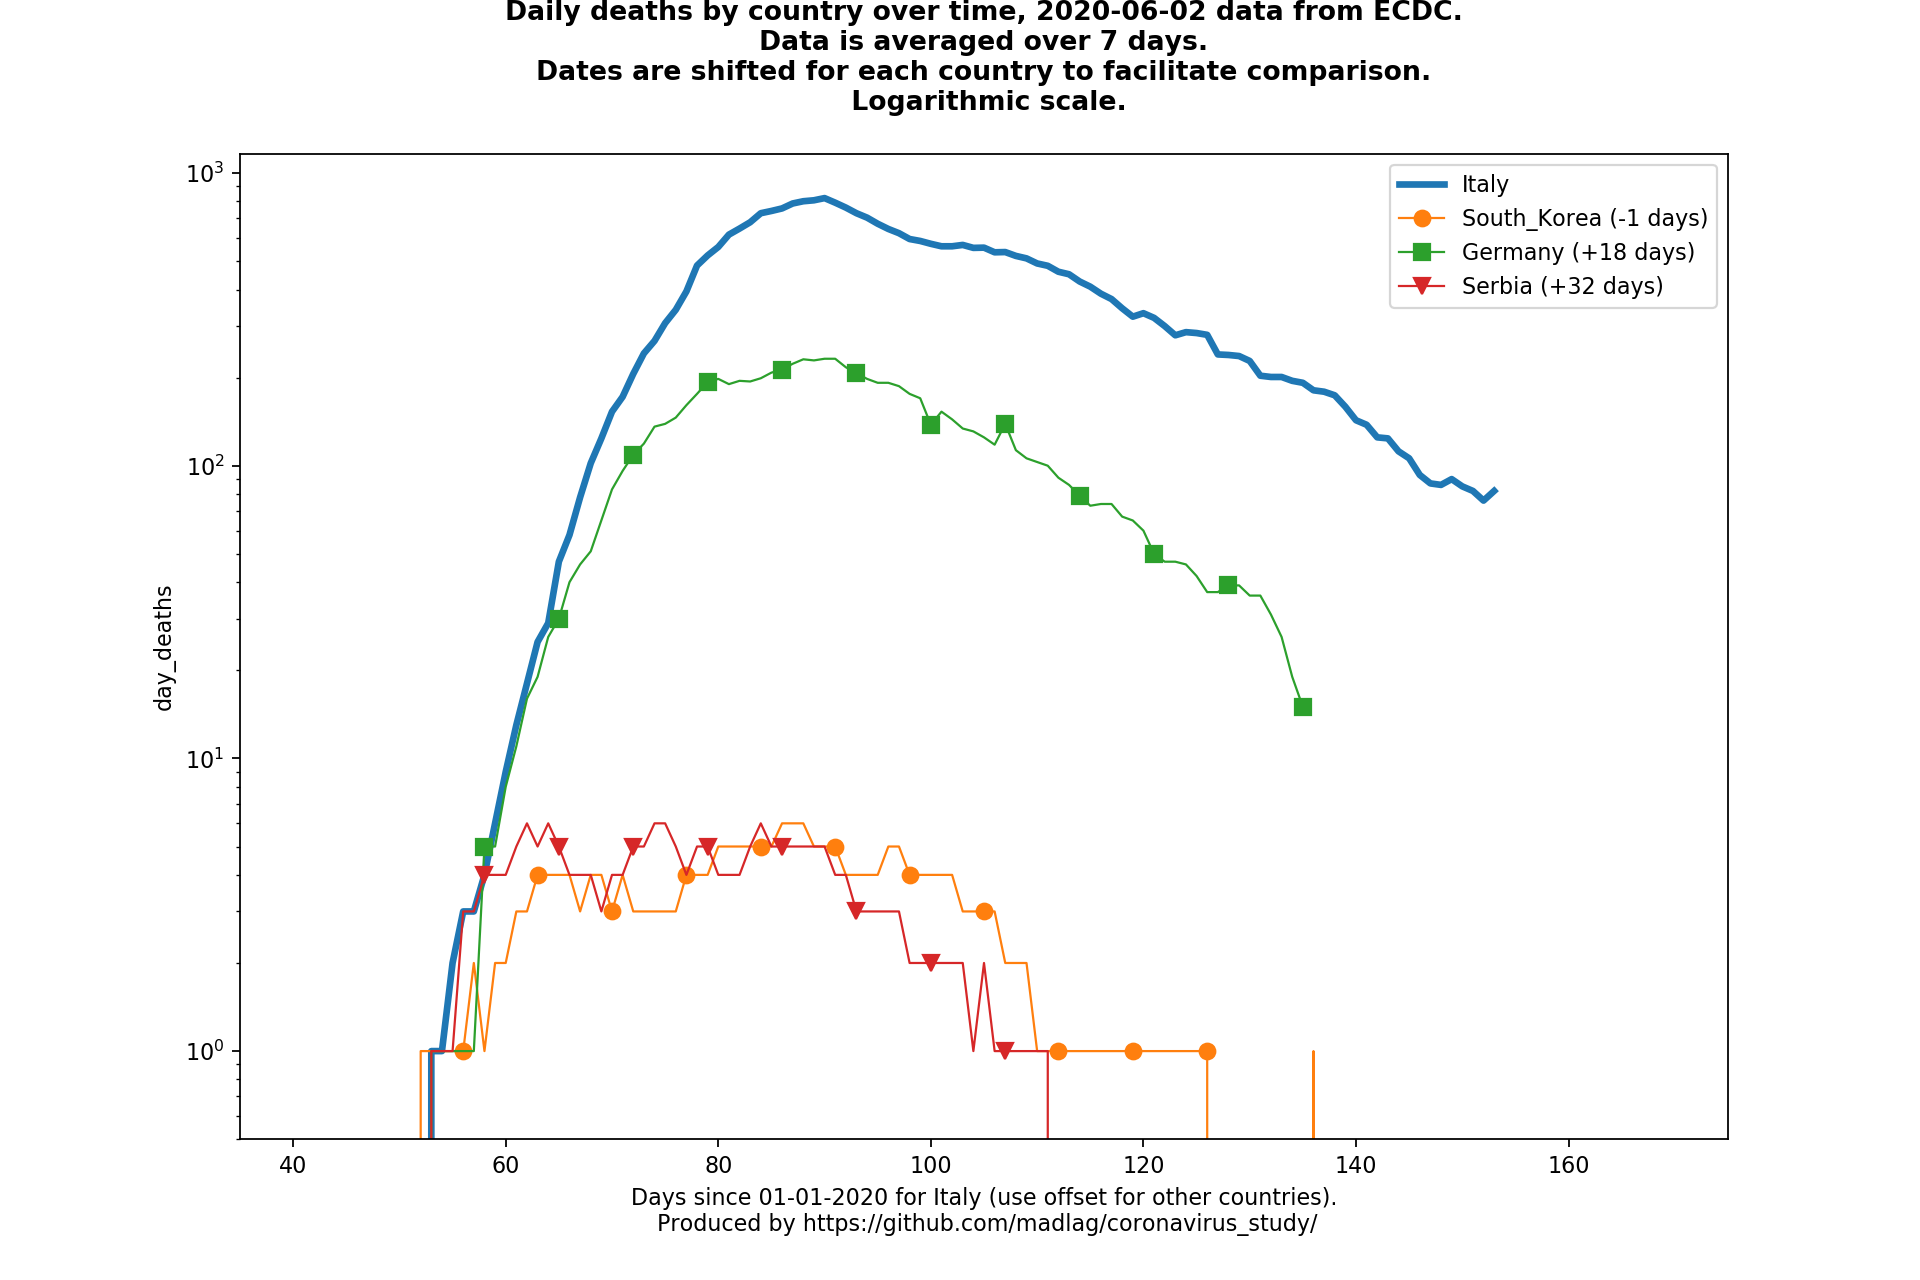 Daily deaths by country over time, 2020-06-02 data from ECDC.
Data is averaged over 7 days.
Dates are shifted for each country to facilitate comparison.
Logarithmic scale.
10³
10²
10¹
10⁰
day_deaths
Italy
South_Korea (-1 days)
Germany (+18 days)
Serbia (+32 days)
40 60 80 100 120 140 160
Days since 01-01-2020 for Italy (use offset for other countries).
Produced by https://github.com/madlag/coronavirus_study/